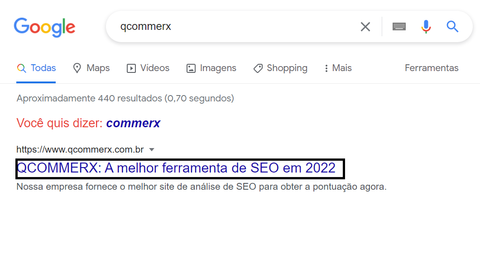 Google
qcommerx
Todas Maps Vídeos Imagens Shopping Mais Ferramentas
Aproximadamente 440 resultados (0,70 segundos)
Você quis dizer: commerx
https://www.qcommerx.com.br
QCOMMERX: A melhor ferramenta de SEO em 2022
Nossa empresa fornece o melhor site de análise de SEO para obter a pontuação agora.